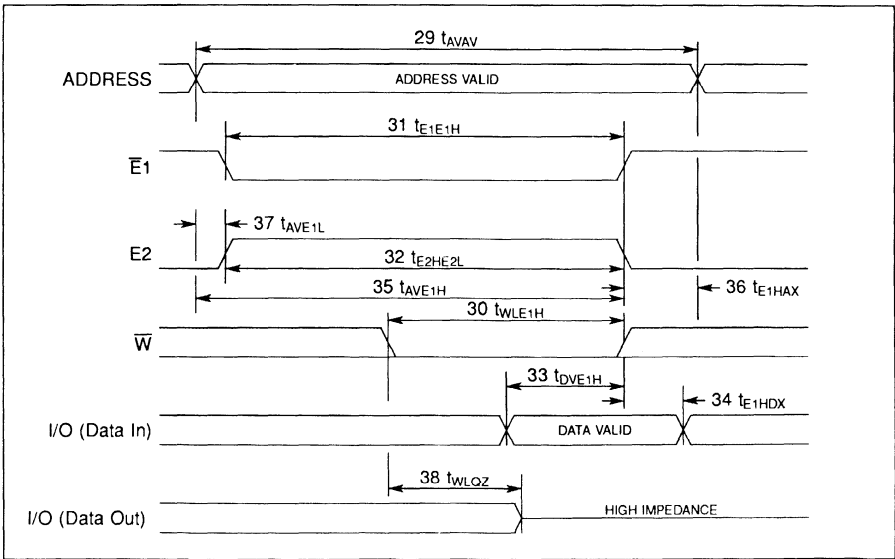 29 tAVAV
ADDRESS
ADDRESS VALID
31 tE1E1H
E1
37 tAVE1L
E2
32 tE2HE2L
35 tAVE1H
36 tE1HAX
30 tWLE1H
W
33 tDVE1H
34 tE1HDX
I/O (Data In)
DATA VALID
38 tWLQZ
I/O (Data Out)
HIGH IMPEDANCE